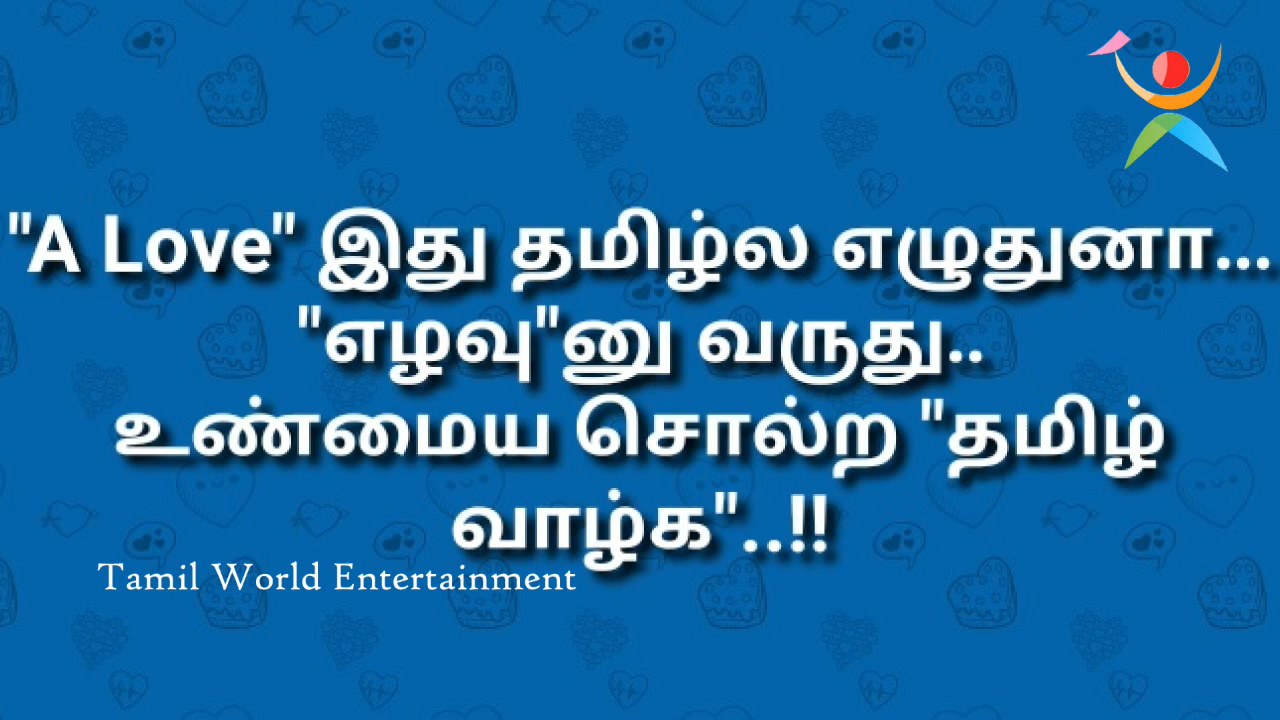 "A Love" இது தமிழ்ல எழுதுனா...
"எழவு"னு வருது..
உண்மைய சொல்ற "தமிழ்
வாழ்க"..!!
Tamil World Entertainment